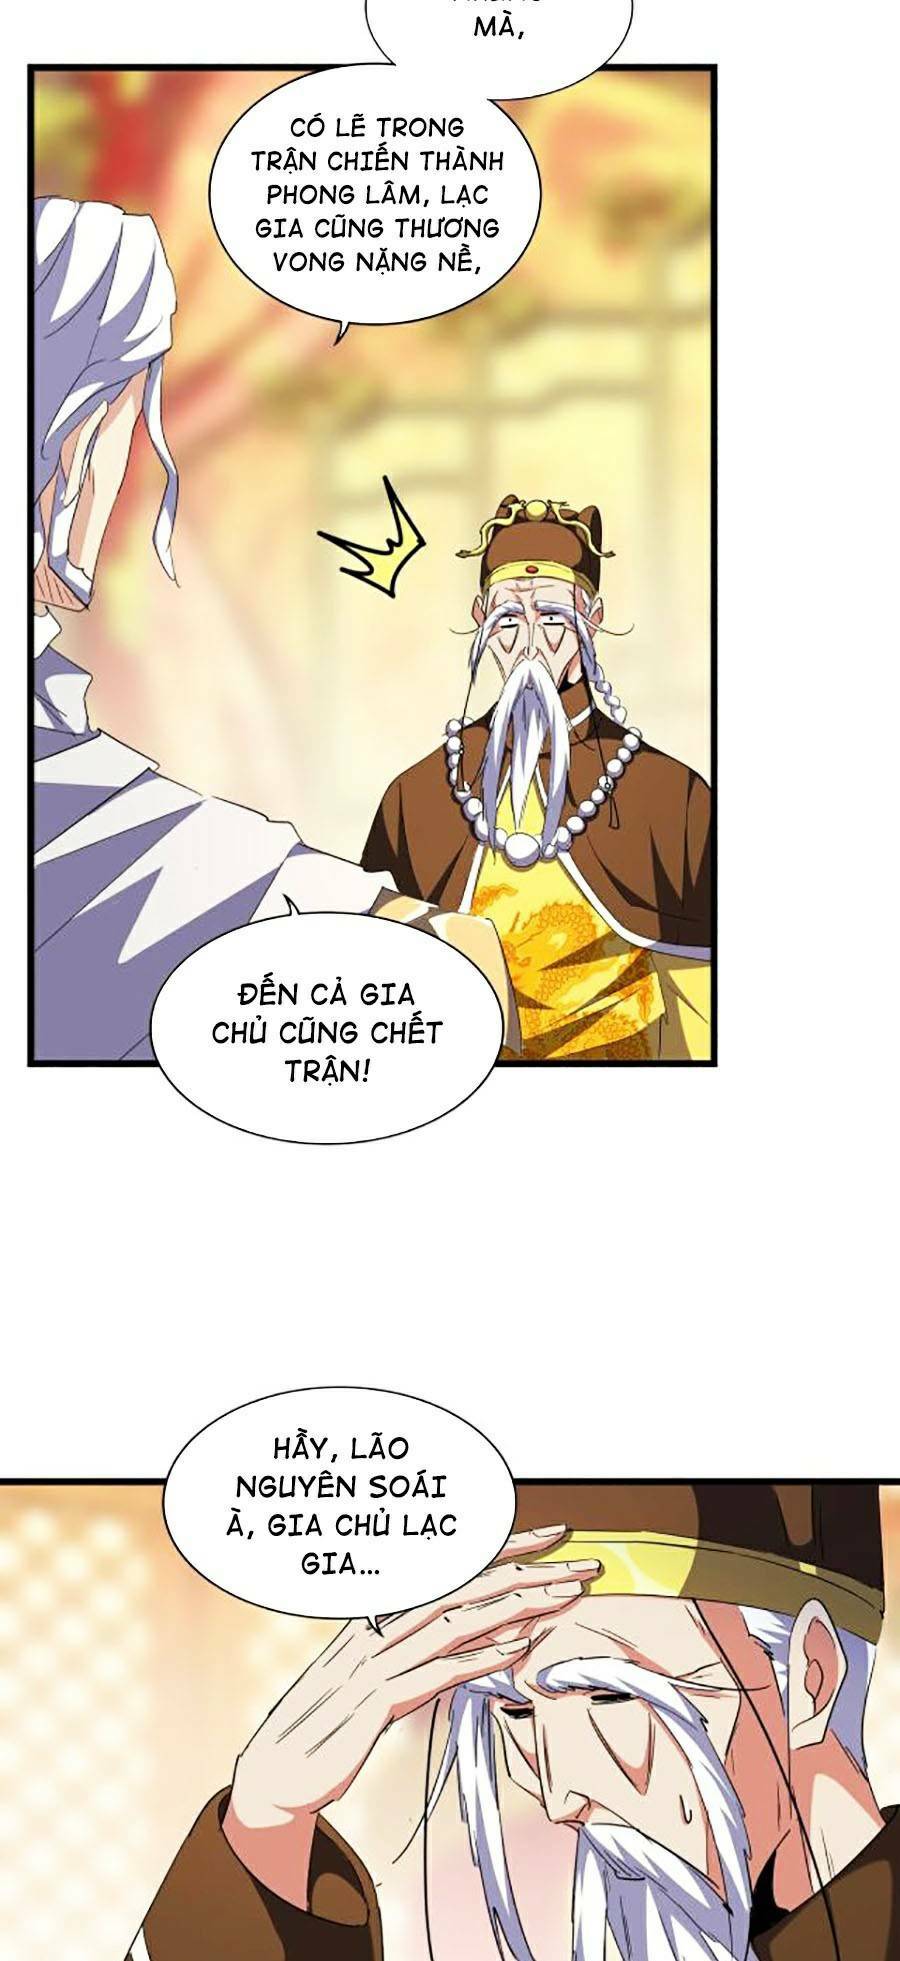 MÀ,
CÓ LẼ TRONG
TRẬN CHIẾN THÀNH
PHONG LÂM, LẠC
GIA CŨNG THƯƠNG
VONG NẶNG NỀ,
ĐẾN CẢ GIA
CHỦ CŨNG CHẾT
TRẬN!
HẦY, LÃO
NGUYÊN SOÁI
À, GIA CHỦ LẠC
GIA...